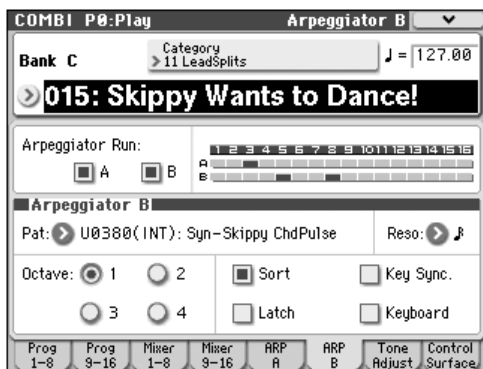 COMBI P0:Play Arpeggiator B
Bank C
Category
11 LeadSplits
♩ = 127.00
015: Skippy Wants to Dance!
Arpeggiator Run:
A B
1 2 3 4 5 6 7 8 9 10 11 12 13 14 15 16
A
B
Arpeggiator B
Pat: U0380(INT): Syn-Skippy ChdPulse Reso: ♪
Octave: 1 2 Sort Key Sync.
3 4 Latch Keyboard
Prog 1-8 Prog 9-16 Mixer 1-8 Mixer 9-16 ARP A ARP B Tone Adjust Control Surface